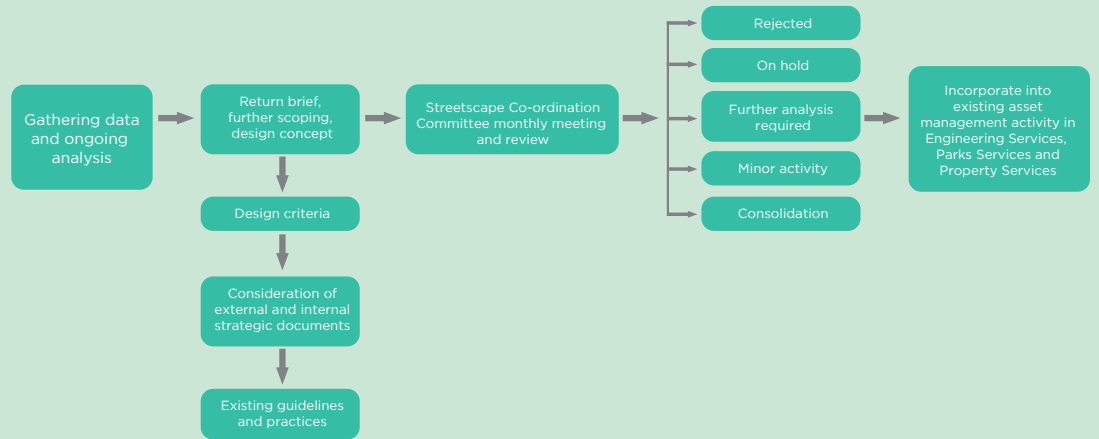 Gathering data
and ongoing
analysis
Return brief,
further scoping,
design concept
Design criteria
Consideration of
external and internal
strategic documents
Existing guidelines
and practices
Streetscape Co-ordination
Committee monthly meeting
and review
Rejected
On hold
Further analysis
required
Minor activity
Consolidation
Incorporate into
existing asset
management activity in
Engineering Services,
Parks Services and
Property Services